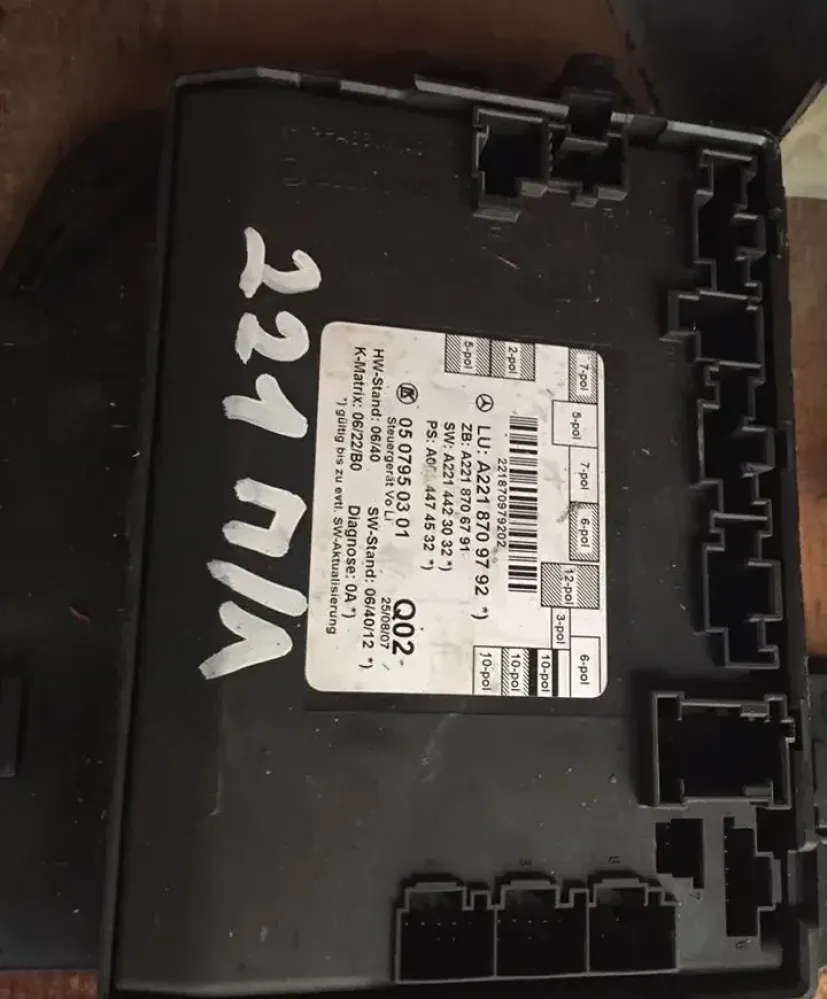 221 П/Л
7-pol
5-pol
7-pol
6-pol
12-pol
3-pol
6-pol
2-pol
5-pol
10-pol
10-pol
10-pol
221870979202
LU: A221 870 97 92 *)
ZB: A221 870 67 91
SW: A221 442 30 32 *)
PS: 447 45 32 *)
05 0795 03 01 Q02
Steuergerät Vo Li 25/08/07
HW-Stand: 06/40 SW-Stand: 06/40/12 *)
K-Matrix: 06/22/B0 Diagnose: 0A *)
*) gültig bis zu evtl. SW-Aktualisierung